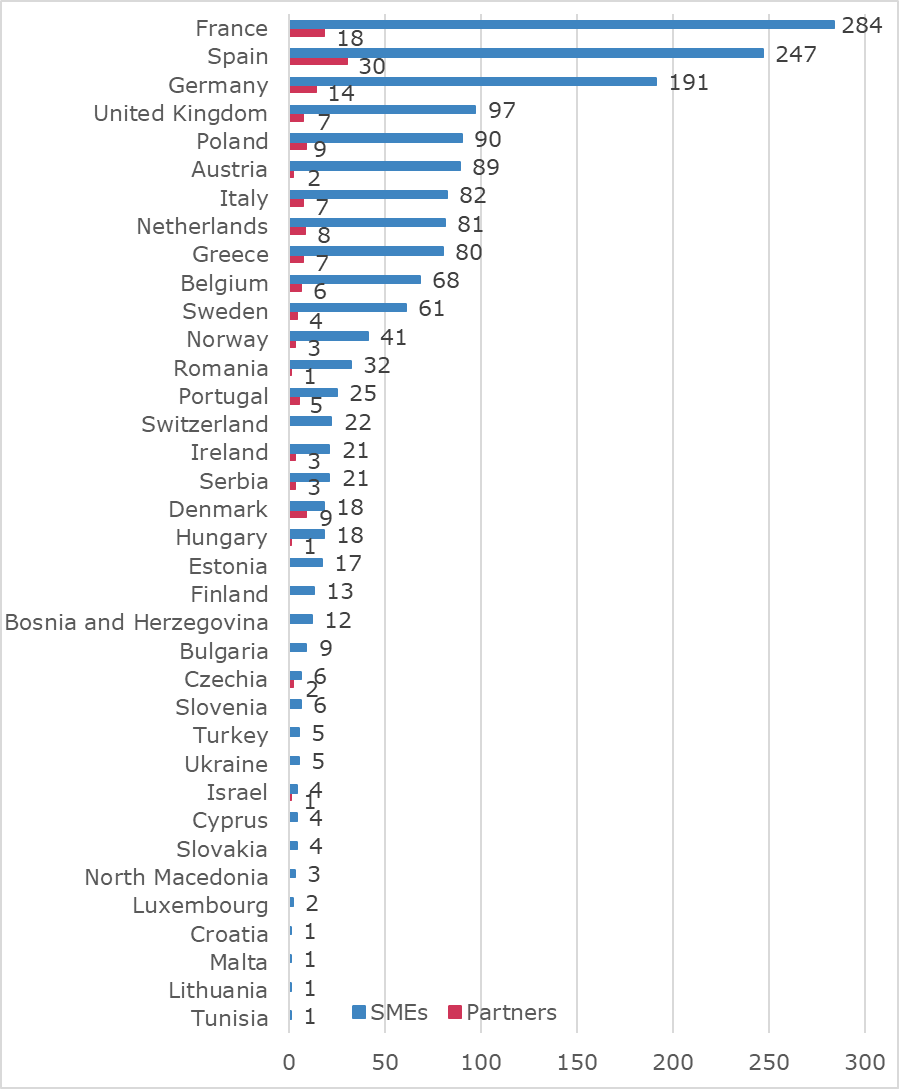 France 284
18
Spain 247
30
Germany 191
14
United Kingdom 97
7
Poland 90
9
Austria 89
2
Italy 82
7
Netherlands 81
8
Greece 80
7
Belgium 68
6
Sweden 61
4
Norway 41
3
Romania 32
1
Portugal 25
5
Switzerland 22
Ireland 21
3
Serbia 21
3
Denmark 18
9
Hungary 18
1
Estonia 17
Finland 13
Bosnia and Herzegovina 12
Bulgaria 9
Czechia 6
2
Slovenia 6
Turkey 5
Ukraine 5
Israel 4
1
Cyprus 4
Slovakia 4
North Macedonia 3
Luxembourg 2
Croatia 1
Malta 1
Lithuania 1
Tunisia 1
SMEs Partners
0 50 100 150 200 250 300